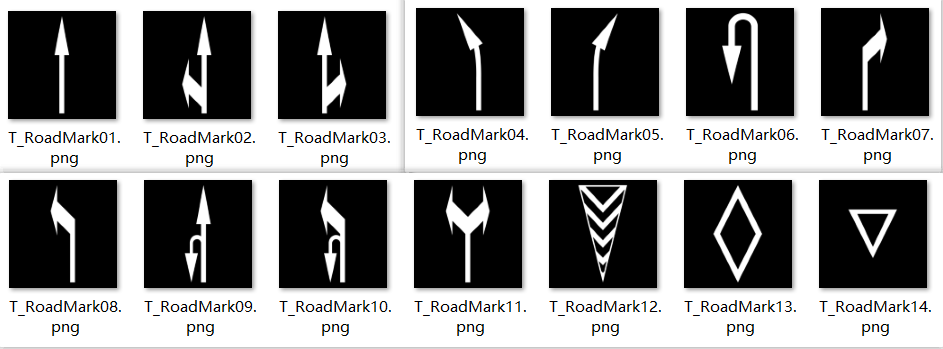 T_RoadMark01.
png
T_RoadMark02.
png
T_RoadMark03.
png
T_RoadMark04.
png
T_RoadMark05.
png
T_RoadMark06.
png
T_RoadMark07.
png
T_RoadMark08.
png
T_RoadMark09.
png
T_RoadMark10.
png
T_RoadMark11.
png
T_RoadMark12.
png
T_RoadMark13.
png
T_RoadMark14.
png